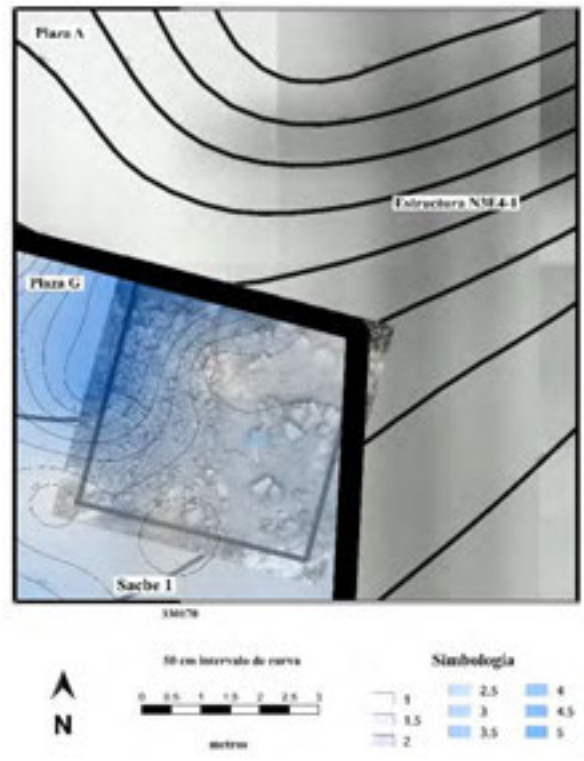 Plaza A
Estructura N3E4-1
Plaza G
Sacbe 1
330170
50 cm intervalo de curva
0 0.5 1 1.5 2 2.5 3
metros
N
Simbología
1
1.5
2
2.5
3
3.5
4
4.5
5